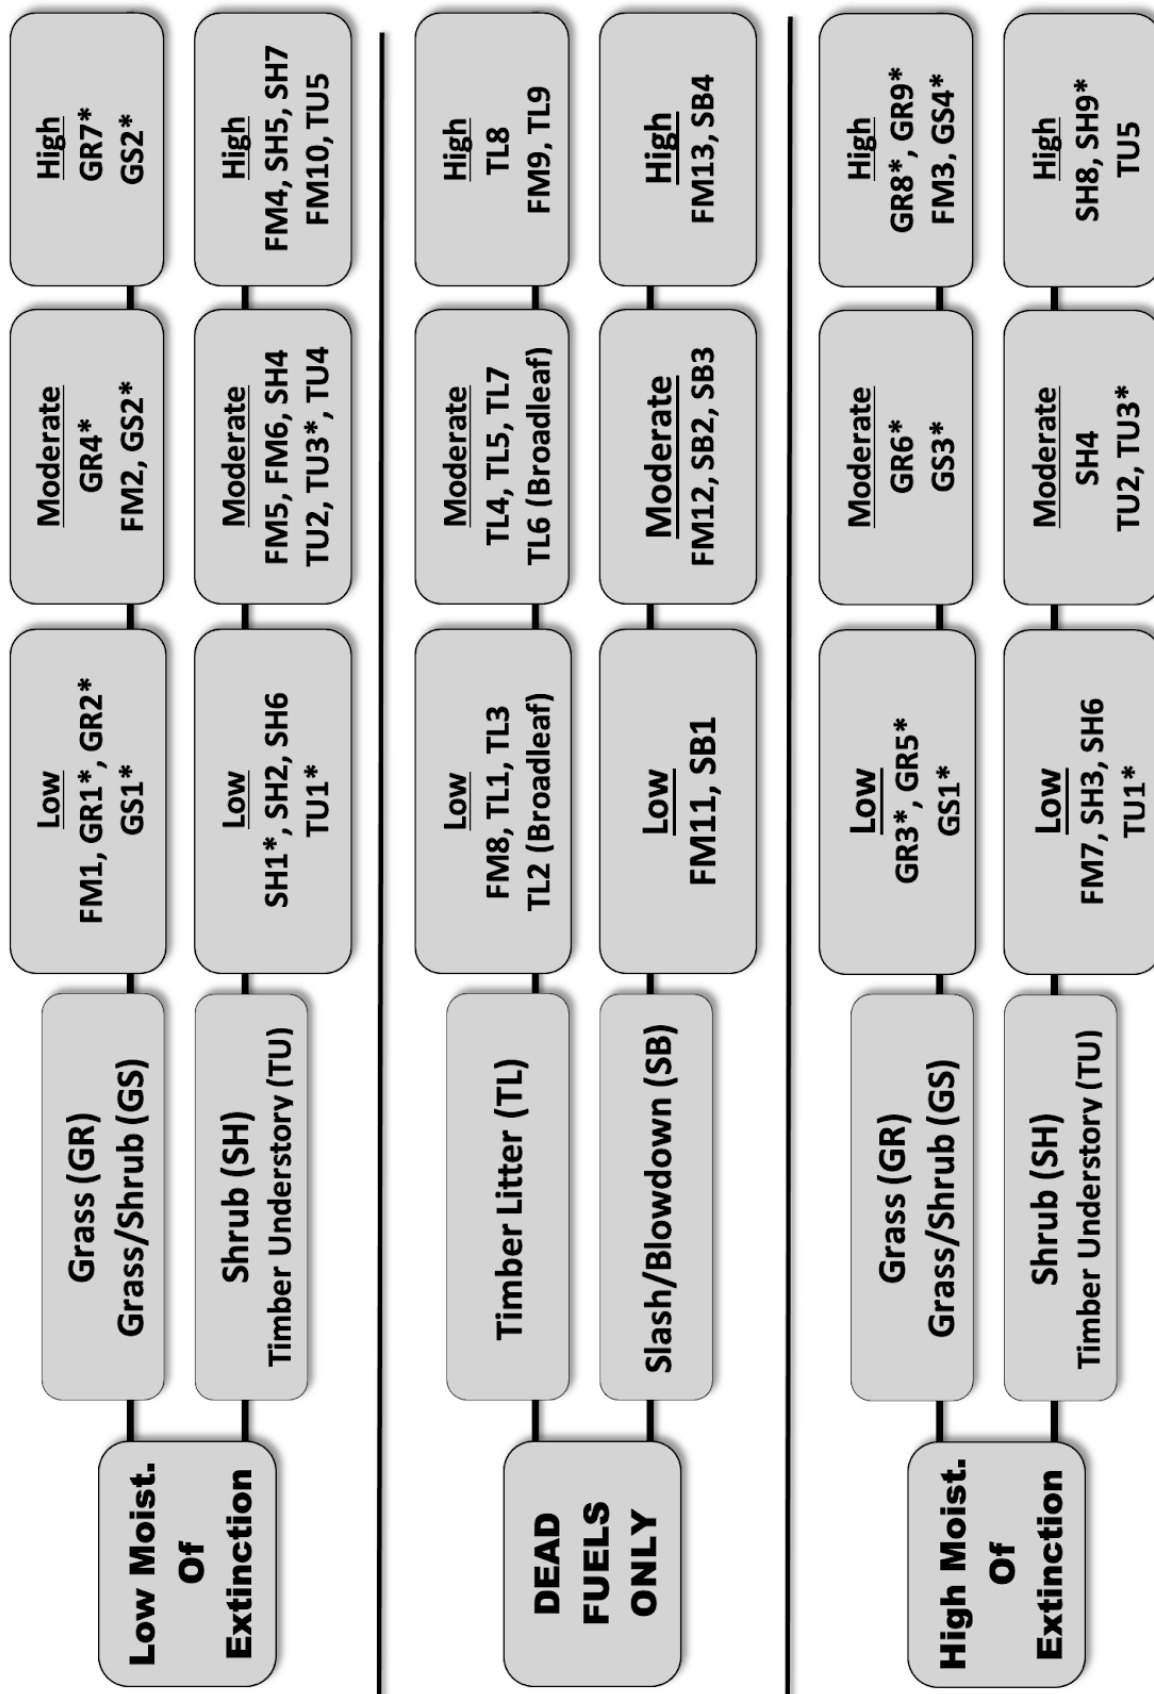 Low Moist.
Of
Extinction
Grass (GR)
Grass/Shrub (GS)
Low
FM1, GR1*, GR2*
GS1*
Moderate
GR4*
FM2, GS2*
High
GR7*
GS2*
Shrub (SH)
Timber Understory (TU)
Low
SH1*, SH2, SH6
TU1*
Moderate
FM5, FM6, SH4
TU2, TU3*, TU4
High
FM4, SH5, SH7
FM10, TU5
DEAD
FUELS
ONLY
Timber Litter (TL)
Low
FM8, TL1, TL3
TL2 (Broadleaf)
Moderate
TL4, TL5, TL7
TL6 (Broadleaf)
High
TL8
FM9, TL9
Slash/Blowdown (SB)
Low
FM11, SB1
Moderate
FM12, SB2, SB3
High
FM13, SB4
High Moist.
Of
Extinction
Grass (GR)
Grass/Shrub (GS)
Low
GR3*, GR5*
GS1*
Moderate
GR6*
GS3*
High
GR8*, GR9*
FM3, GS4*
Shrub (SH)
Timber Understory (TU)
Low
FM7, SH3, SH6
TU1*
Moderate
SH4
TU2, TU3*
High
SH8, SH9*
TU5